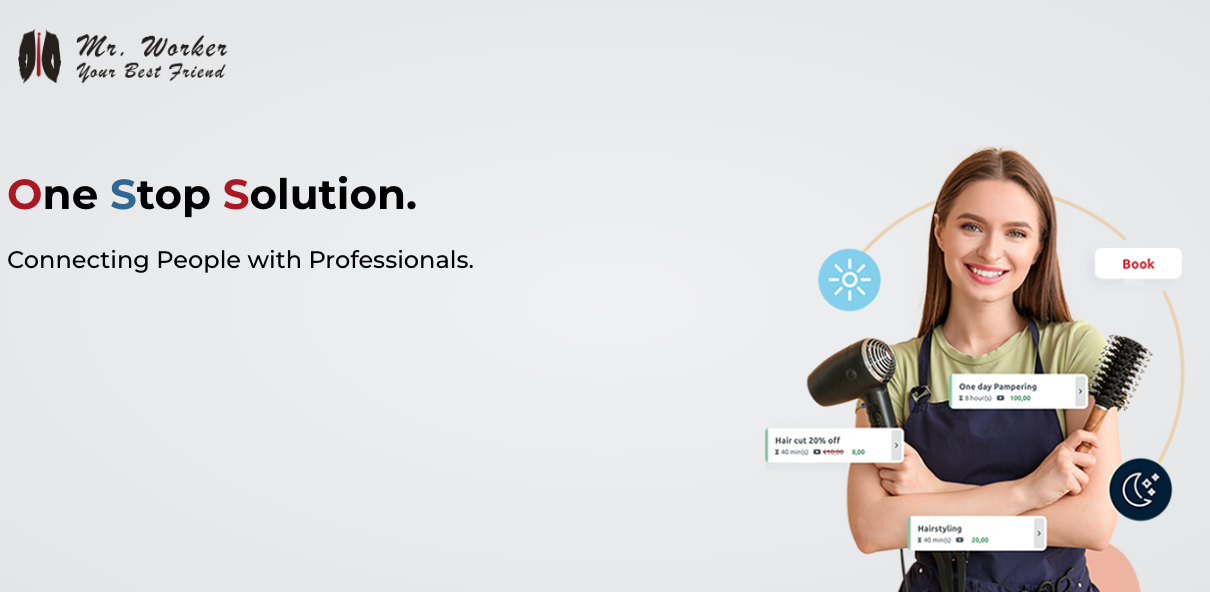 Mr. Worker
Your Best Friend
One Stop Solution.
Connecting People with Professionals.
Book
One day Pampering
8 hour(s) 100,00
Hair cut 20% off
40 min(s) €10,00 8,00
Hairstyling
40 min(s) 20,00